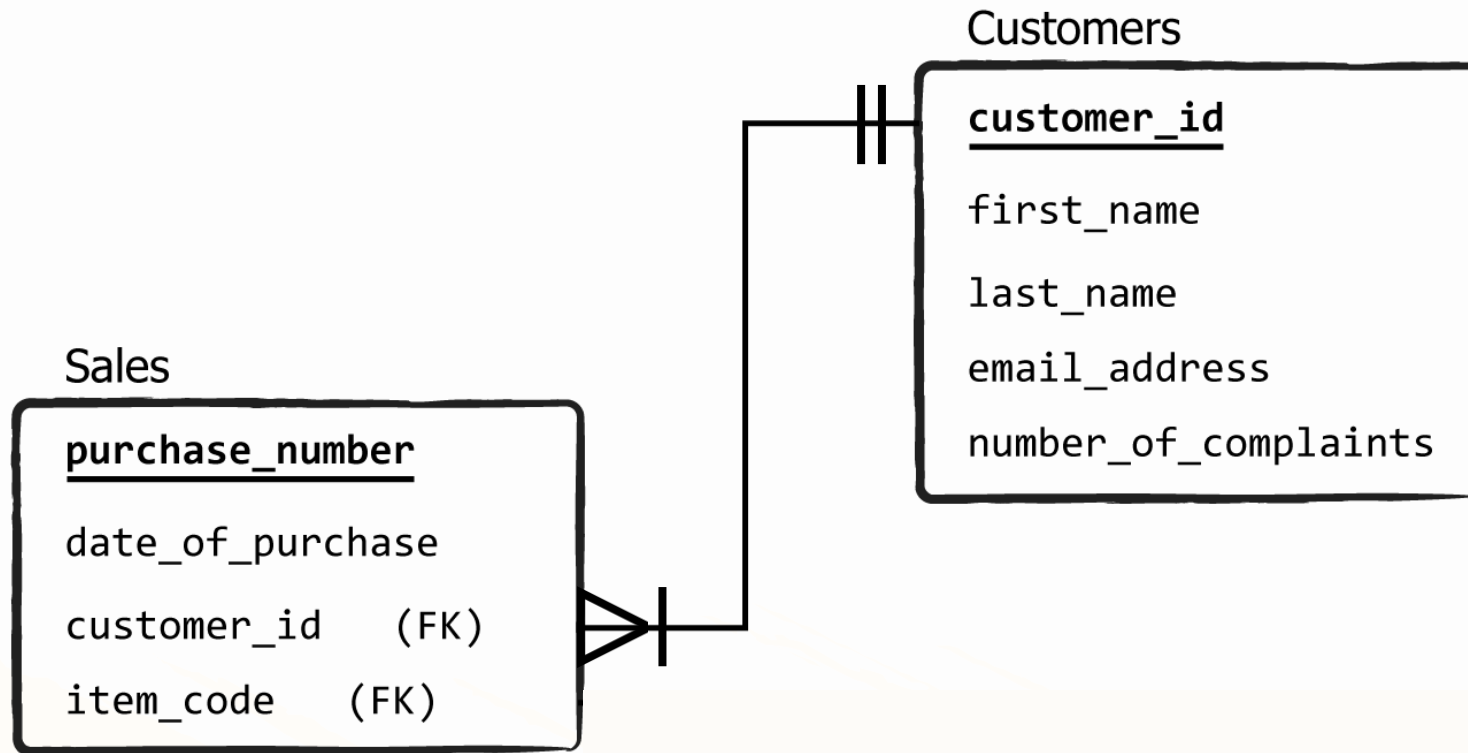 Customers
customer_id
first_name
last_name
email_address
number_of_complaints
Sales
purchase_number
date_of_purchase
customer_id (FK)
item_code (FK)